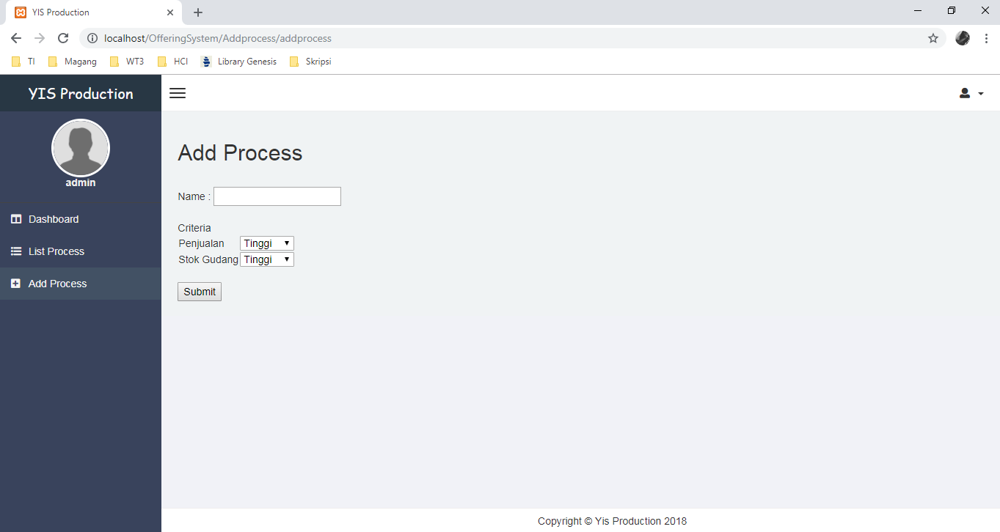 YIS Production
localhost/OfferingSystem/Addprocess/addprocess
TI Magang WT3 HCI Library Genesis Skripsi
YIS Production
admin
Dashboard
List Process
Add Process
Add Process
Name :
Criteria
Penjualan Tinggi
Stok Gudang Tinggi
Submit
Copyright © Yis Production 2018